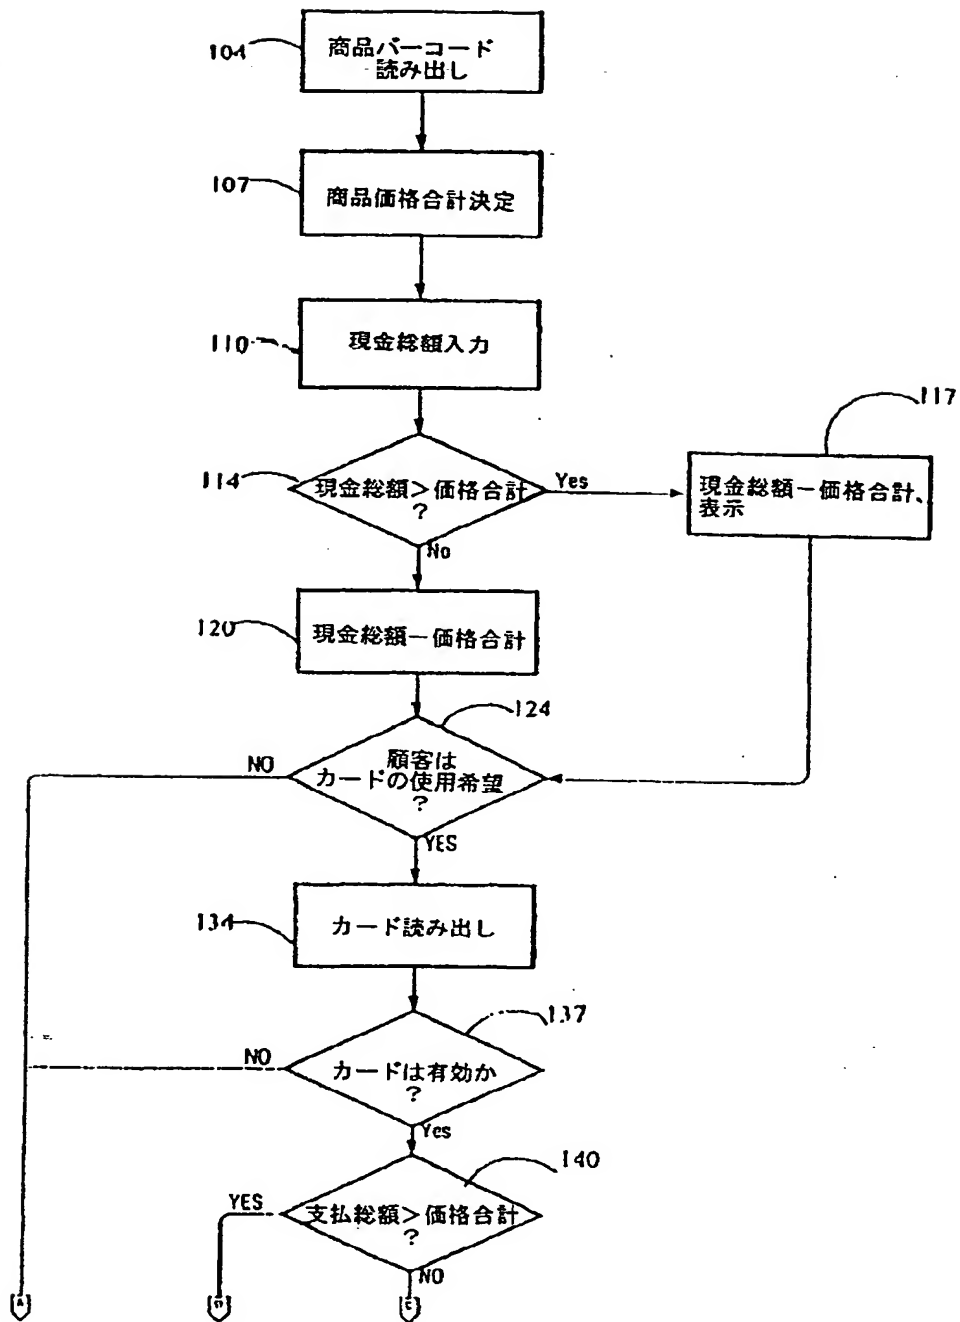 104
商品バーコード
読み出し
107
商品価格合計決定
110
現金総額入力
114
現金総額>価格合計
?
Yes
117
現金総額ー価格合計、
表示
No
120
現金総額ー価格合計
124
顧客は
カードの使用希望
?
NO
YES
134
カード読み出し
137
カードは有効か
?
NO
Yes
140
支払総額>価格合計
?
YES
NO
A